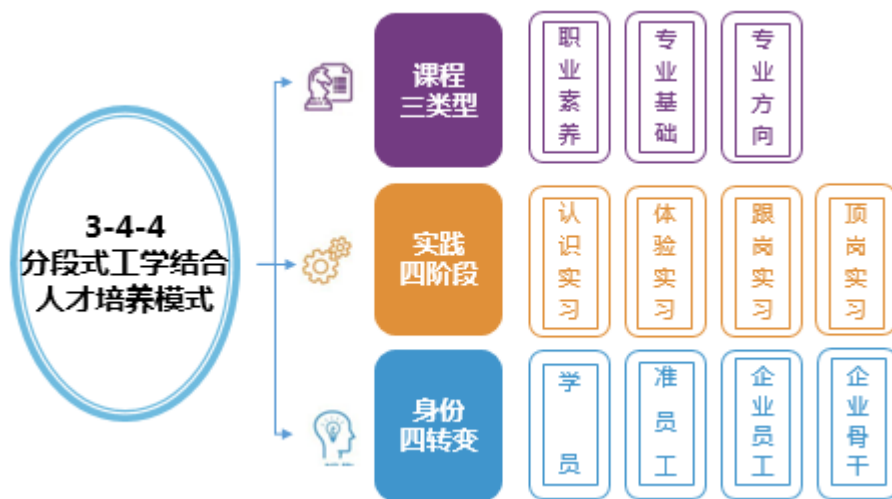 3-4-4
分段式工学结合
人才培养模式
课程
三类型
职业素养
专业基础
专业方向
实践
四阶段
认识实习
体验实习
跟岗实习
顶岗实习
身份
四转变
学员
准员工
企业员工
企业骨干